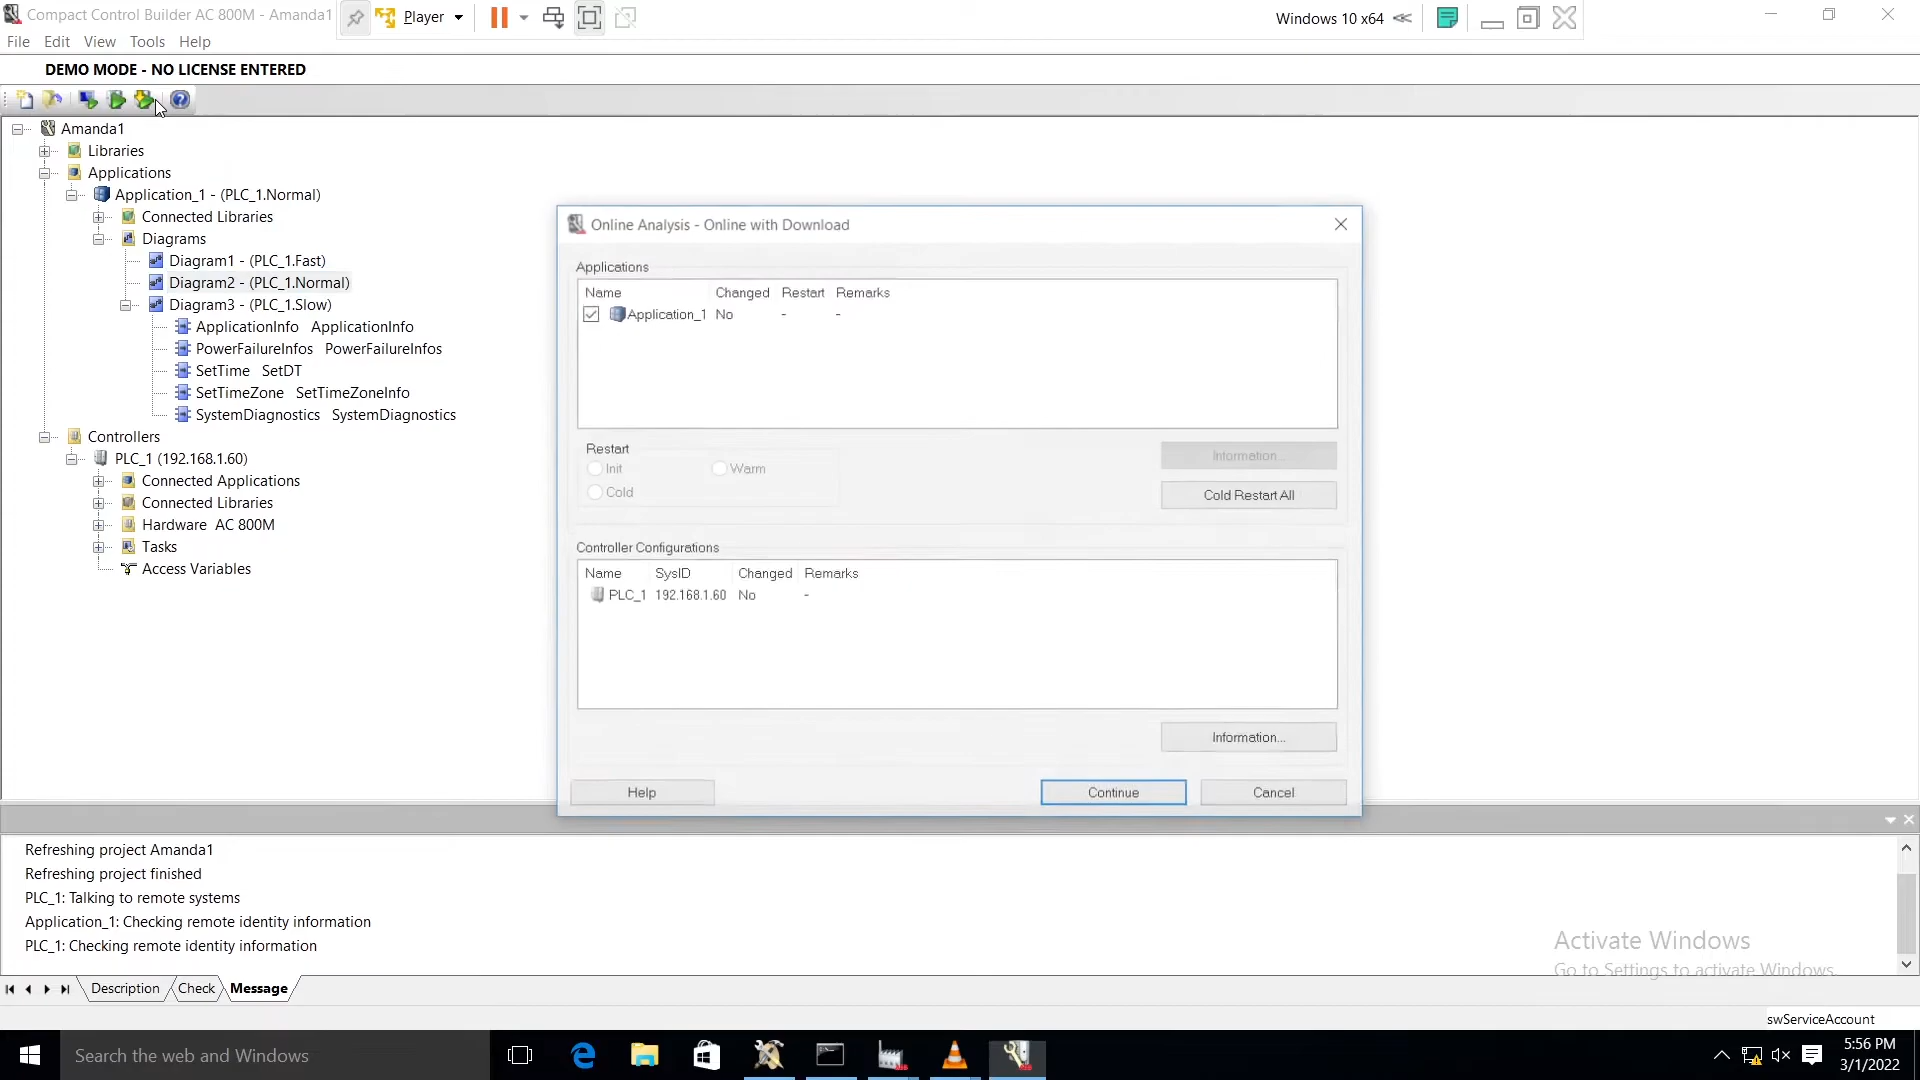 Compact Control Builder AC 800M - Amanda1
Player
Windows 10 x64
File Edit View Tools Help
DEMO MODE - NO LICENSE ENTERED
Amanda1
Libraries
Applications
Application_1 - (PLC_1.Normal)
Connected Libraries
Diagrams
Diagram1 - (PLC_1.Fast)
Diagram2 - (PLC_1.Normal)
Diagram3 - (PLC_1.Slow)
ApplicationInfo ApplicationInfo
PowerFailureInfos PowerFailureInfos
SetTime SetDT
SetTimeZone SetTimeZoneInfo
SystemDiagnostics SystemDiagnostics
Controllers
PLC_1 (192.168.1.60)
Connected Applications
Connected Libraries
Hardware AC 800M
Tasks
Access Variables
Online Analysis - Online with Download
Applications
Name Changed Restart Remarks
Application_1 No - -
Restart
Init Warm
Cold
Information...
Cold Restart All
Controller Configurations
Name SysID Changed Remarks
PLC_1 192.168.1.60 No -
Information...
Help Continue Cancel
Refreshing project Amanda1
Refreshing project finished
PLC_1: Talking to remote systems
Application_1: Checking remote identity information
PLC_1: Checking remote identity information
Activate Windows
Go to Settings to activate Windows.
Description Check Message
swServiceAccount
Search the web and Windows
5:56 PM
3/1/2022